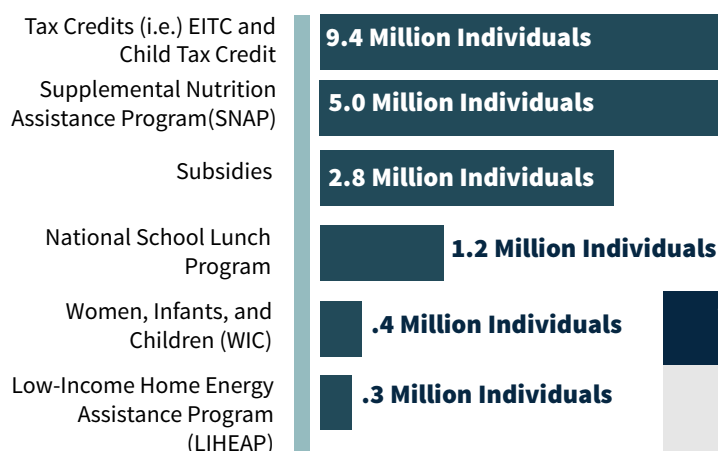 Tax Credits (i.e.) EITC and
Child Tax Credit
9.4 Million Individuals
Supplemental Nutrition
Assistance Program(SNAP)
5.0 Million Individuals
Subsidies
2.8 Million Individuals
National School Lunch
Program
1.2 Million Individuals
Women, Infants, and
Children (WIC)
.4 Million Individuals
Low-Income Home Energy
Assistance Program
(LIHEAP)
.3 Million Individuals